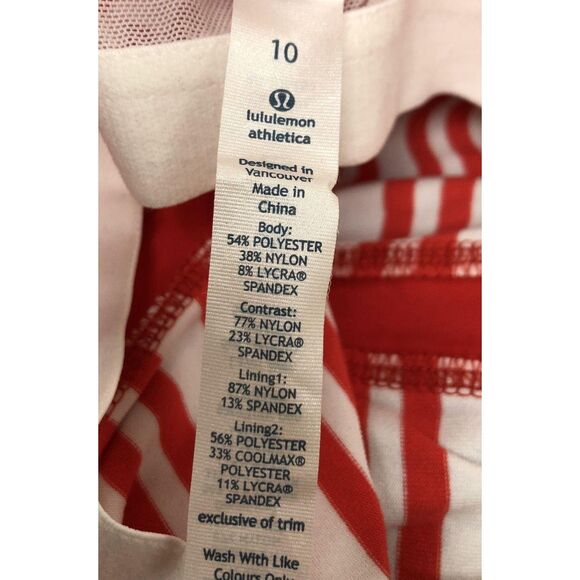 10
lululemon
athletica
Designed in
Vancouver
Made in
China
Body:
54% POLYESTER
38% NYLON
8% LYCRA®
SPANDEX
Contrast:
77% NYLON
23% LYCRA®
SPANDEX
Lining1:
87% NYLON
13% SPANDEX
Lining2:
56% POLYESTER
33% COOLMAX®
POLYESTER
11% LYCRA®
SPANDEX
exclusive of trim
Wash With Like
Colours Only